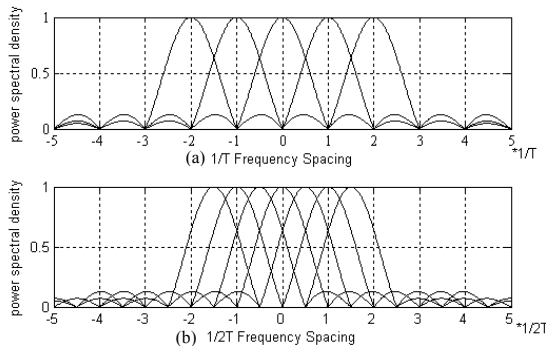 power spectral density
1
0.5
0
-5 -4 -3 -2 -1 0 1 2 3 4 5
*1/T
(a) 1/T Frequency Spacing
power spectral density
1
0.5
0
-5 -4 -3 -2 -1 0 1 2 3 4 5
*1/2T
(b) 1/2T Frequency Spacing